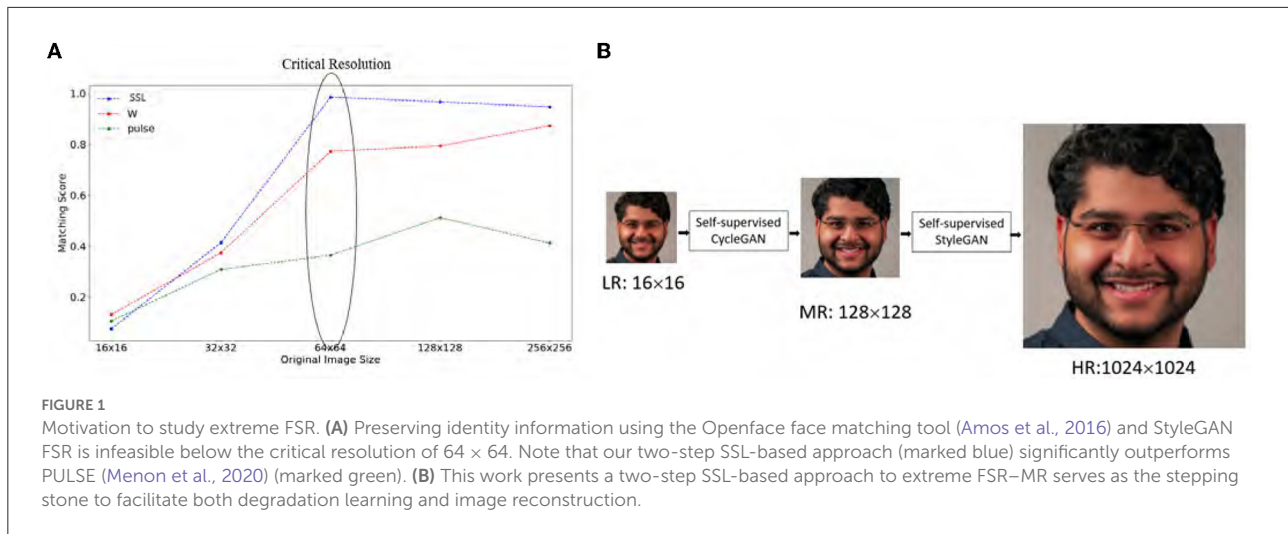 A
Critical Resolution
1.0
0.8
0.6
0.4
0.2
Matching Score
SSL
W
pulse
16x16 32x32 64x64 128x128 256x256
Original Image Size
B
LR: 16×16
Self-supervised
CycleGAN
MR: 128×128
Self-supervised
StyleGAN
HR:1024×1024
FIGURE 1
Motivation to study extreme FSR. (A) Preserving identity information using the Openface face matching tool (Amos et al., 2016) and StyleGAN
FSR is infeasible below the critical resolution of 64 × 64. Note that our two-step SSL-based approach (marked blue) significantly outperforms
PULSE (Menon et al., 2020) (marked green). (B) This work presents a two-step SSL-based approach to extreme FSR–MR serves as the stepping
stone to facilitate both degradation learning and image reconstruction.